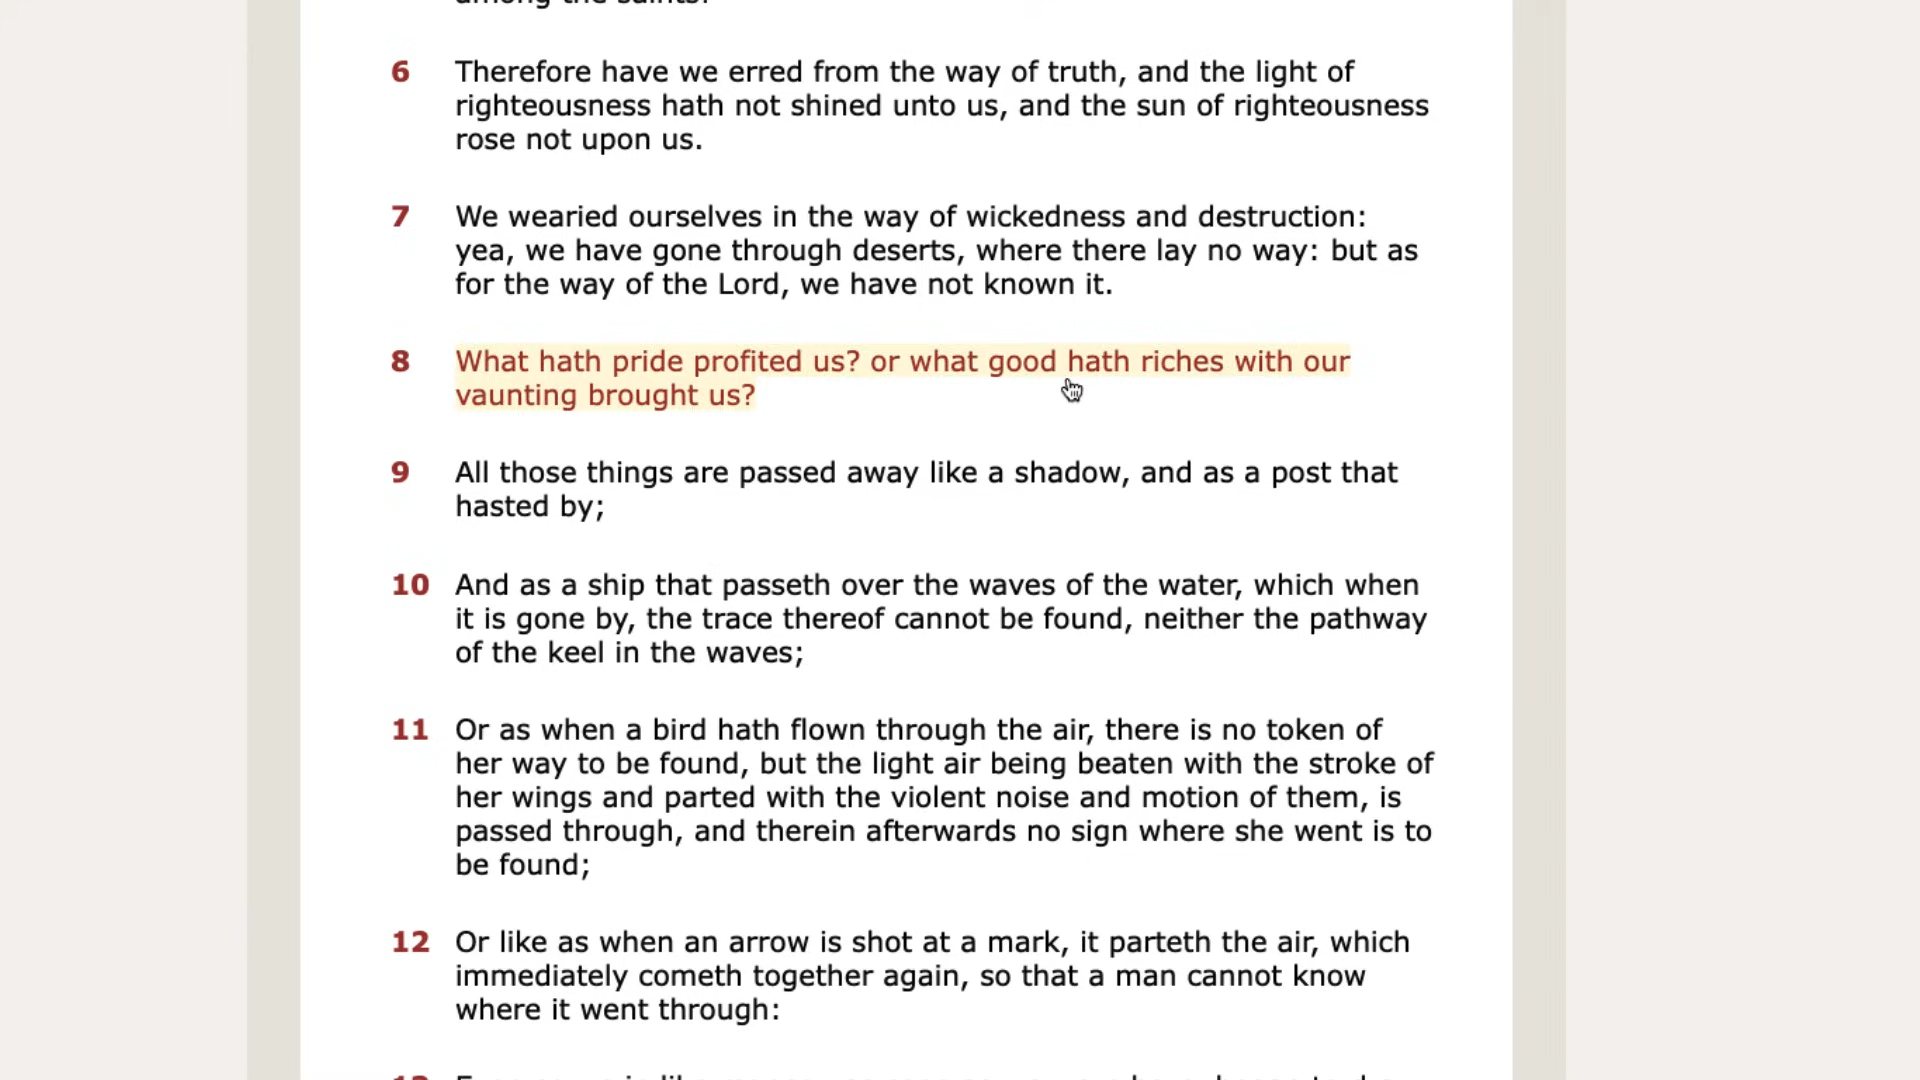 among the saints!
6 Therefore have we erred from the way of truth, and the light of
righteousness hath not shined unto us, and the sun of righteousness
rose not upon us.
7 We wearied ourselves in the way of wickedness and destruction:
yea, we have gone through deserts, where there lay no way: but as
for the way of the Lord, we have not known it.
8 What hath pride profited us? or what good hath riches with our
vaunting brought us?
9 All those things are passed away like a shadow, and as a post that
hasted by;
10 And as a ship that passeth over the waves of the water, which when
it is gone by, the trace thereof cannot be found, neither the pathway
of the keel in the waves;
11 Or as when a bird hath flown through the air, there is no token of
her way to be found, but the light air being beaten with the stroke of
her wings and parted with the violent noise and motion of them, is
passed through, and therein afterwards no sign where she went is to
be found;
12 Or like as when an arrow is shot at a mark, it parteth the air, which
immediately cometh together again, so that a man cannot know
where it went through: